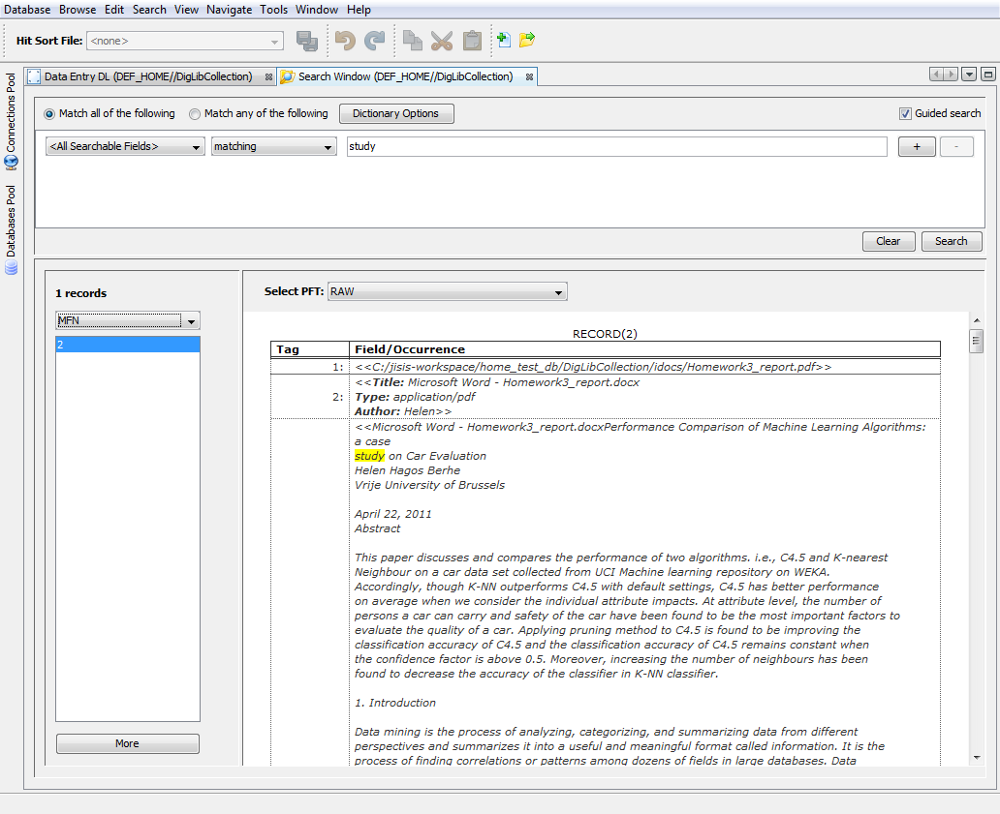 Database Browse Edit Search View Navigate Tools Window Help
Hit Sort File: <none>
Connections Pool
Databases Pool
Data Entry DL (DEF_HOME//DigLibCollection)
Search Window (DEF_HOME//DigLibCollection)
Match all of the following Match any of the following Dictionary Options Guided search
<All Searchable Fields> matching study + -
Clear Search
1 records
MFN
2
More
Select PFT: RAW
RECORD(2)
Tag Field/Occurrence
1: <<C:/jisis-workspace/home_test_db/DigLibCollection/idocs/Homework3_report.pdf>>
<<Title: Microsoft Word - Homework3_report.docx
2: Type: application/pdf
Author: Helen>>
<<Microsoft Word - Homework3_report.docxPerformance Comparison of Machine Learning Algorithms:
a case
study on Car Evaluation
Helen Hagos Berhe
Vrije University of Brussels
April 22, 2011
Abstract
This paper discusses and compares the performance of two algorithms. i.e., C4.5 and K-nearest
Neighbour on a car data set collected from UCI Machine learning repository on WEKA.
Accordingly, though K-NN outperforms C4.5 with default settings, C4.5 has better performance
on average when we consider the individual attribute impacts. At attribute level, the number of
persons a car can carry and safety of the car have been found to be the most important factors to
evaluate the quality of a car. Applying pruning method to C4.5 is found to be improving the
classification accuracy of C4.5 and the classification accuracy of C4.5 remains constant when
the confidence factor is above 0.5. Moreover, increasing the number of neighbours has been
found to decrease the accuracy of the classifier in K-NN classifier.
1. Introduction
Data mining is the process of analyzing, categorizing, and summarizing data from different
perspectives and summarizes it into a useful and meaningful format called information. It is the
process of finding correlations or patterns among dozens of fields in large databases. Data